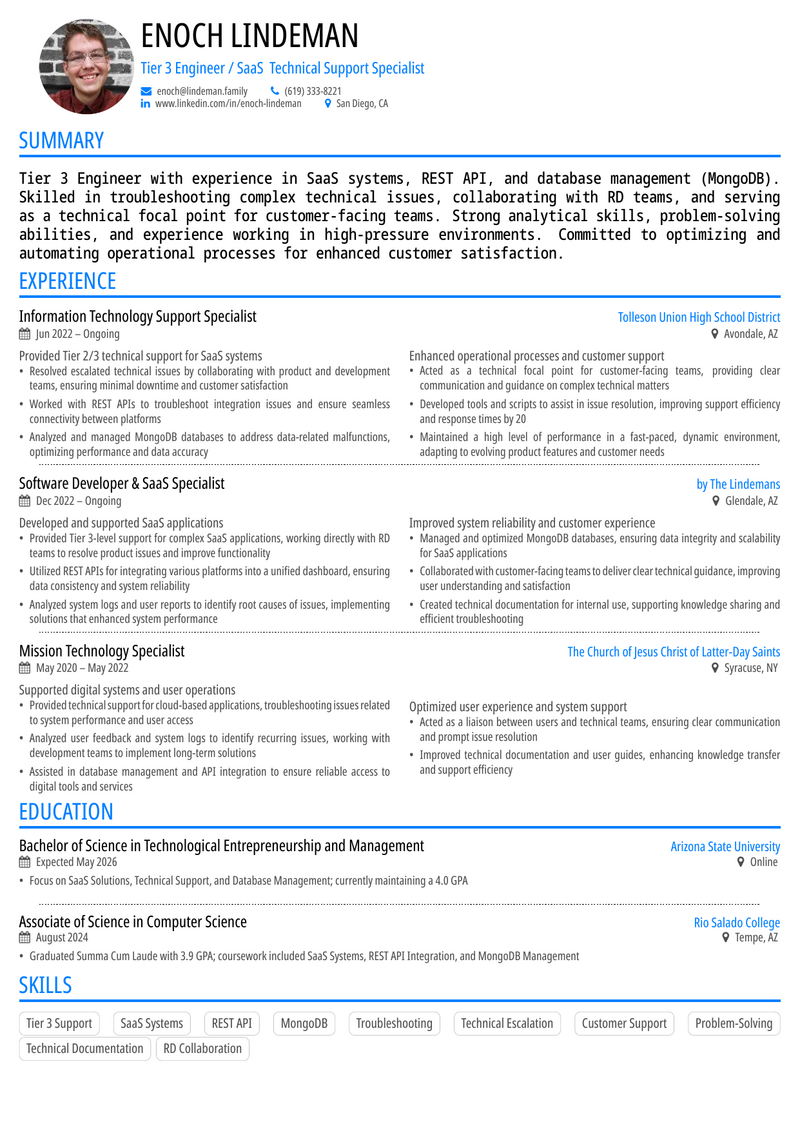 ENOCH LINDEMAN
Tier 3 Engineer / SaaS Technical Support Specialist
enoch@lindeman.family (619) 333-8221
www.linkedin.com/in/enoch-lindeman San Diego, CA
SUMMARY
Tier 3 Engineer with experience in SaaS systems, REST API, and database management (MongoDB).
Skilled in troubleshooting complex technical issues, collaborating with RD teams, and serving
as a technical focal point for customer-facing teams. Strong analytical skills, problem-solving
abilities, and experience working in high-pressure environments. Committed to optimizing and
automating operational processes for enhanced customer satisfaction.
EXPERIENCE
Information Technology Support Specialist
Tolleson Union High School District
Jun 2022 – Ongoing
Avondale, AZ
Provided Tier 2/3 technical support for SaaS systems
• Resolved escalated technical issues by collaborating with product and development
teams, ensuring minimal downtime and customer satisfaction
• Worked with REST APIs to troubleshoot integration issues and ensure seamless
connectivity between platforms
• Analyzed and managed MongoDB databases to address data-related malfunctions,
optimizing performance and data accuracy
Enhanced operational processes and customer support
• Acted as a technical focal point for customer-facing teams, providing clear
communication and guidance on complex technical matters
• Developed tools and scripts to assist in issue resolution, improving support efficiency
and response times by 20
• Maintained a high level of performance in a fast-paced, dynamic environment,
adapting to evolving product features and customer needs
Software Developer & SaaS Specialist
by The Lindemans
Dec 2022 – Ongoing
Glendale, AZ
Developed and supported SaaS applications
• Provided Tier 3-level support for complex SaaS applications, working directly with RD
teams to resolve product issues and improve functionality
• Utilized REST APIs for integrating various platforms into a unified dashboard, ensuring
data consistency and system reliability
• Analyzed system logs and user reports to identify root causes of issues, implementing
solutions that enhanced system performance
Improved system reliability and customer experience
• Managed and optimized MongoDB databases, ensuring data integrity and scalability
for SaaS applications
• Collaborated with customer-facing teams to deliver clear technical guidance, improving
user understanding and satisfaction
• Created technical documentation for internal use, supporting knowledge sharing and
efficient troubleshooting
Mission Technology Specialist
The Church of Jesus Christ of Latter-Day Saints
May 2020 – May 2022
Syracuse, NY
Supported digital systems and user operations
• Provided technical support for cloud-based applications, troubleshooting issues related
to system performance and user access
• Analyzed user feedback and system logs to identify recurring issues, working with
development teams to implement long-term solutions
• Assisted in database management and API integration to ensure reliable access to
digital tools and services
Optimized user experience and system support
• Acted as a liaison between users and technical teams, ensuring clear communication
and prompt issue resolution
• Improved technical documentation and user guides, enhancing knowledge transfer
and support efficiency
EDUCATION
Bachelor of Science in Technological Entrepreneurship and Management
Arizona State University
Expected May 2026
Online
• Focus on SaaS Solutions, Technical Support, and Database Management; currently maintaining a 4.0 GPA
Associate of Science in Computer Science
Rio Salado College
August 2024
Tempe, AZ
• Graduated Summa Cum Laude with 3.9 GPA; coursework included SaaS Systems, REST API Integration, and MongoDB Management
SKILLS
Tier 3 Support SaaS Systems REST API MongoDB Troubleshooting Technical Escalation Customer Support Problem-Solving
Technical Documentation RD Collaboration